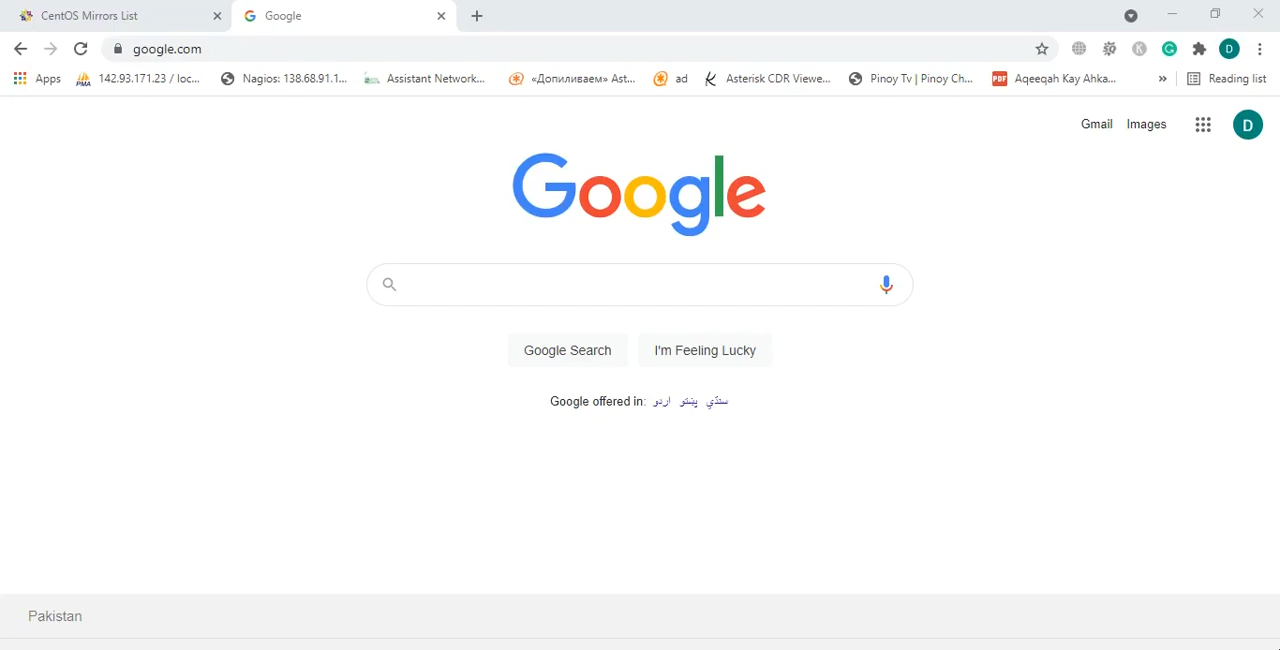 CentOS Mirrors List
Google
google.com
Apps 142.93.171.23 / loc... Nagios: 138.68.91.1... Assistant Network... «Допиливаем» Ast... ad Asterisk CDR Viewe... Pinoy Tv | Pinoy Ch... PDF Aqeeqah Kay Ahka... » Reading list
PMA
D
Gmail Images D
Google
Google Search I'm Feeling Lucky
Google offered in: اردو پښتو سنڌي
Pakistan